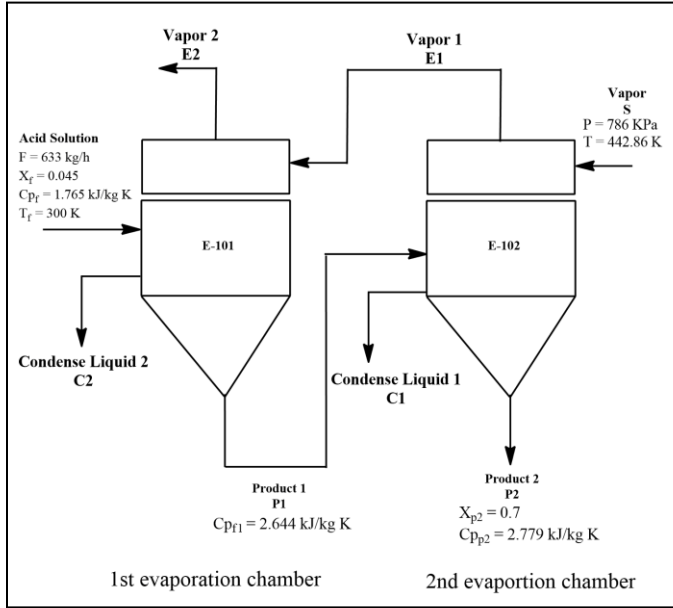 Vapor 2
E2
Vapor 1
E1
Vapor
S
P = 786 KPa
T = 442.86 K
Acid Solution
F = 633 kg/h
Xf = 0.045
Cpf = 1.765 kJ/kg K
Tf = 300 K
E-101
E-102
Condense Liquid 2
C2
Condense Liquid 1
C1
Product 1
P1
Cpf1 = 2.644 kJ/kg K
Product 2
P2
Xp2 = 0.7
Cpp2 = 2.779 kJ/kg K
1st evaporation chamber
2nd evaportion chamber